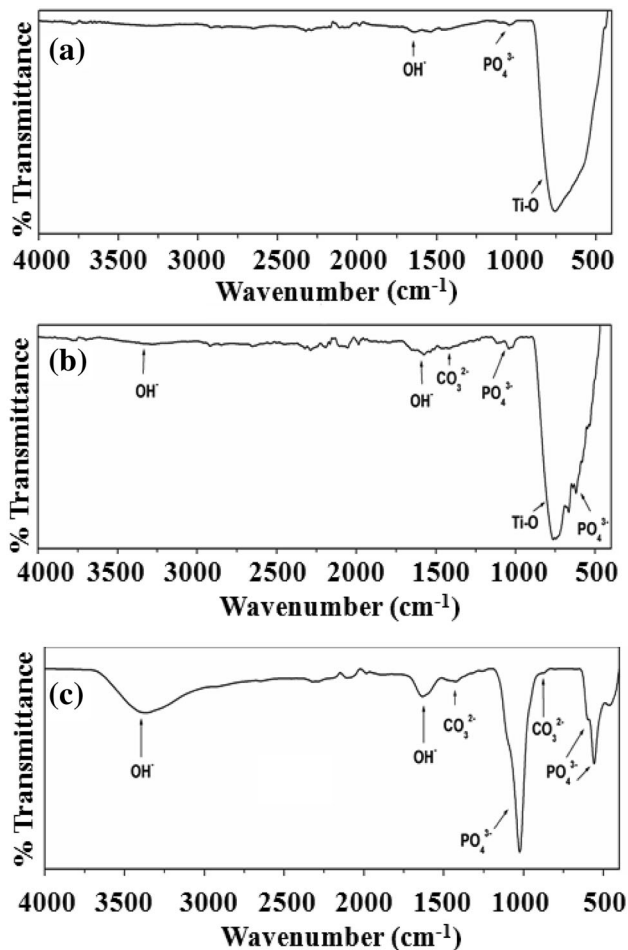 (a)
OH⁻
PO₄³⁻
Ti-O
% Transmittance
4000 3500 3000 2500 2000 1500 1000 500
Wavenumber (cm⁻¹)
(b)
OH⁻
OH⁻
CO₃²⁻
PO₄³⁻
Ti-O
PO₄³⁻
% Transmittance
4000 3500 3000 2500 2000 1500 1000 500
Wavenumber (cm⁻¹)
(c)
OH⁻
OH⁻
CO₃²⁻
CO₃²⁻
PO₄³⁻
PO₄³⁻
% Transmittance
4000 3500 3000 2500 2000 1500 1000 500
Wavenumber (cm⁻¹)